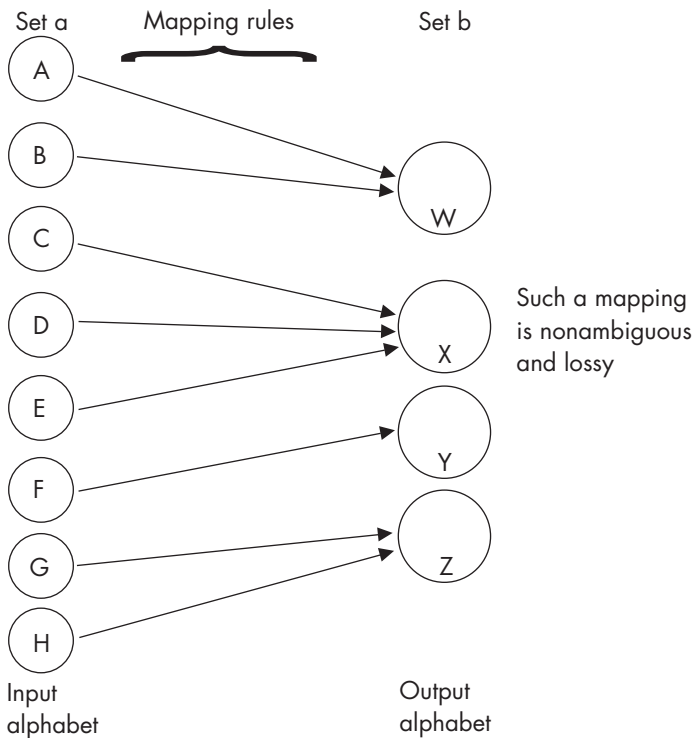 Set a
Mapping rules
Set b
A
B
C
D
E
F
G
H
W
X
Y
Z
Such a mapping
is nonambiguous
and lossy
Input
alphabet
Output
alphabet